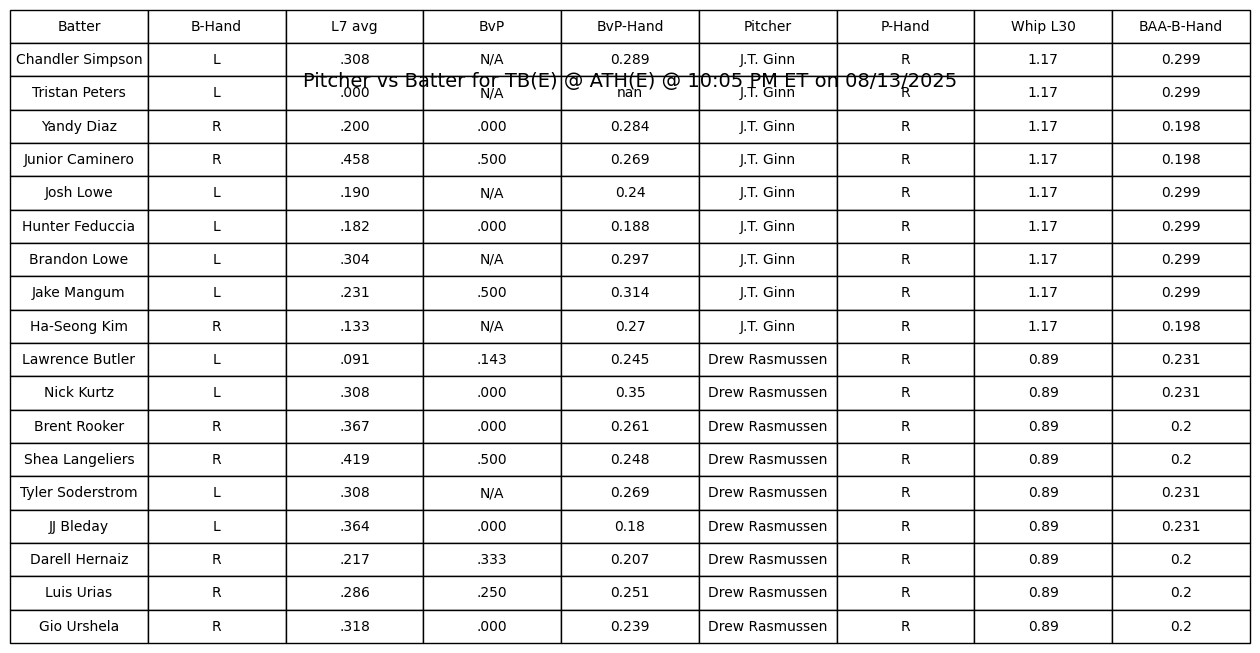 Batter B-Hand L7 avg BvP BvP-Hand Pitcher P-Hand Whip L30 BAA-B-Hand
Chandler Simpson L .308 N/A 0.289 J.T. Ginn R 1.17 0.299
Pitcher vs Batter for TB(E) @ ATH(E) @ 10:05 PM ET on 08/13/2025
Tristan Peters L .000 N/A nan J.T. Ginn R 1.17 0.299
Yandy Diaz R .200 .000 0.284 J.T. Ginn R 1.17 0.198
Junior Caminero R .458 .500 0.269 J.T. Ginn R 1.17 0.198
Josh Lowe L .190 N/A 0.24 J.T. Ginn R 1.17 0.299
Hunter Feduccia L .182 .000 0.188 J.T. Ginn R 1.17 0.299
Brandon Lowe L .304 N/A 0.297 J.T. Ginn R 1.17 0.299
Jake Mangum L .231 .500 0.314 J.T. Ginn R 1.17 0.299
Ha-Seong Kim R .133 N/A 0.27 J.T. Ginn R 1.17 0.198
Lawrence Butler L .091 .143 0.245 Drew Rasmussen R 0.89 0.231
Nick Kurtz L .308 .000 0.35 Drew Rasmussen R 0.89 0.231
Brent Rooker R .367 .000 0.261 Drew Rasmussen R 0.89 0.2
Shea Langeliers R .419 .500 0.248 Drew Rasmussen R 0.89 0.2
Tyler Soderstrom L .308 N/A 0.269 Drew Rasmussen R 0.89 0.231
JJ Bleday L .364 .000 0.18 Drew Rasmussen R 0.89 0.231
Darell Hernaiz R .217 .333 0.207 Drew Rasmussen R 0.89 0.2
Luis Urias R .286 .250 0.251 Drew Rasmussen R 0.89 0.2
Gio Urshela R .318 .000 0.239 Drew Rasmussen R 0.89 0.2